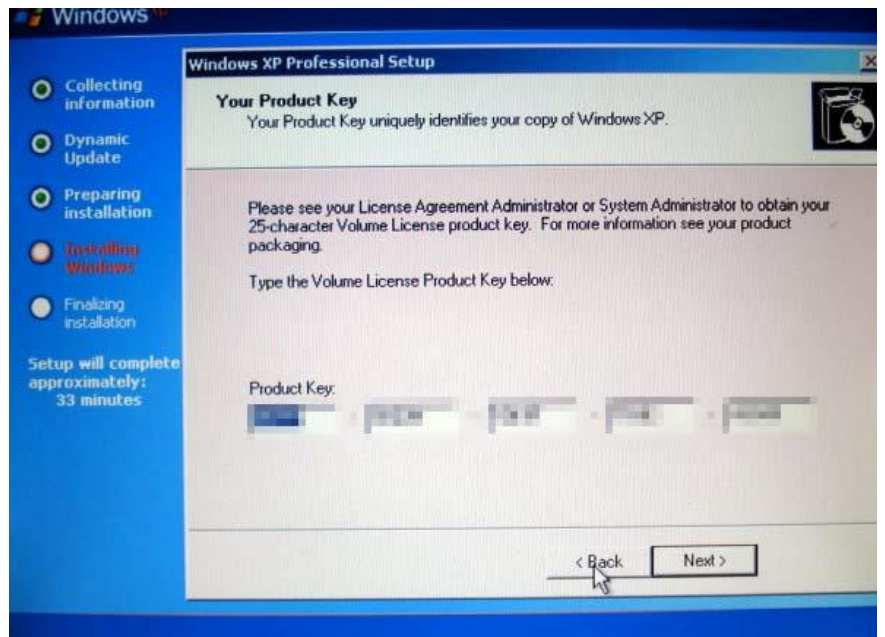 Windows xp
Windows XP Professional Setup
Collecting
information
Dynamic
Update
Preparing
installation
Installing
Windows
Finalizing
installation
Setup will complete
approximately:
33 minutes
Your Product Key
Your Product Key uniquely identifies your copy of Windows XP.
Please see your License Agreement Administrator or System Administrator to obtain your
25-character Volume License product key. For more information see your product
packaging.
Type the Volume License Product Key below:
Product Key:
- - - -
< Back
Next >